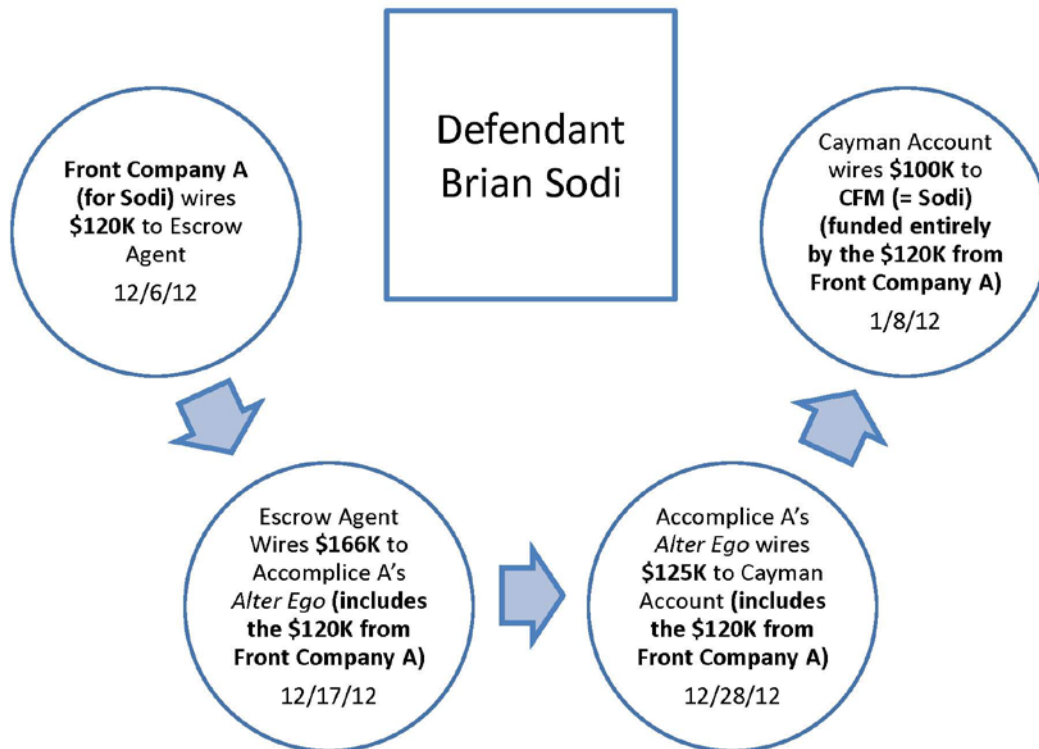 Defendant
Brian Sodi
Front Company A
(for Sodi) wires
$120K to Escrow
Agent
12/6/12
Escrow Agent
Wires $166K to
Accomplice A's
Alter Ego (includes
the $120K from
Front Company A)
12/17/12
Accomplice A's
Alter Ego wires
$125K to Cayman
Account (includes
the $120K from
Front Company A)
12/28/12
Cayman Account
wires $100K to
CFM (= Sodi)
(funded entirely
by the $120K from
Front Company A)
1/8/12